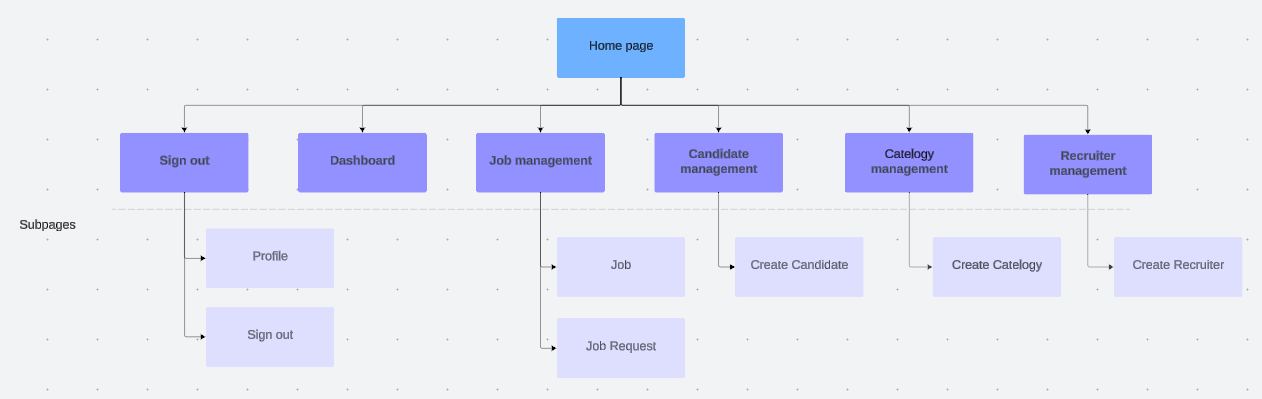 Home page
Sign out
Dashboard
Job management
Candidate
management
Catelogy
management
Recruiter
management
Subpages
Profile
Job
Create Candidate
Create Catelogy
Create Recruiter
Sign out
Job Request